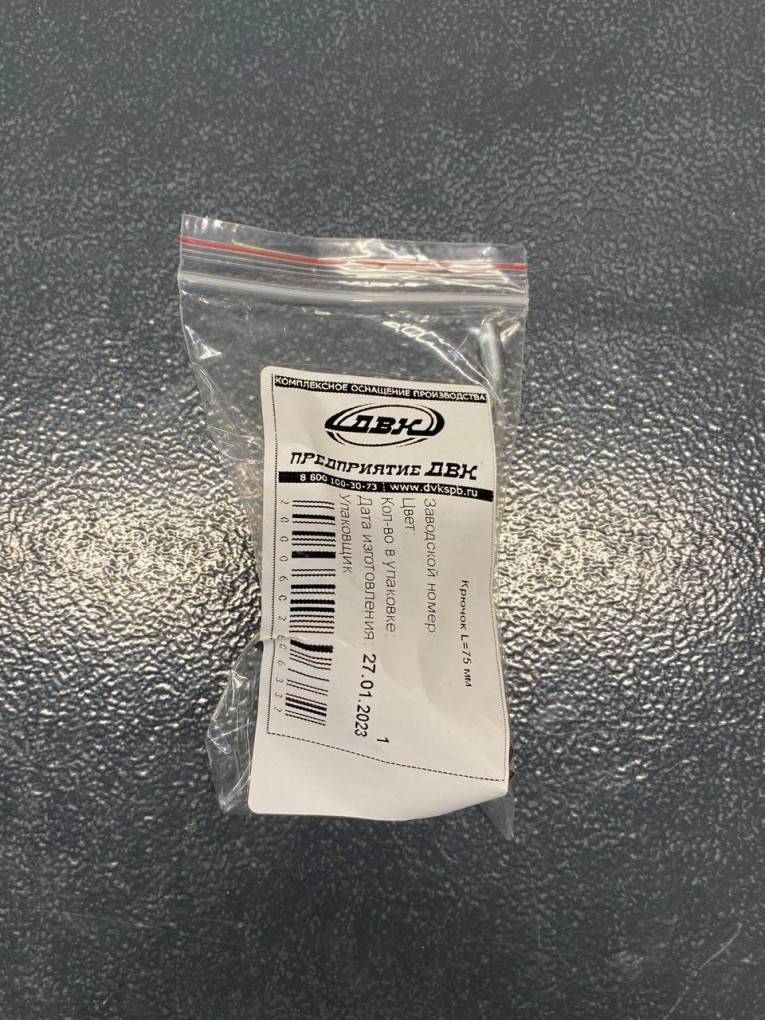 КОМПЛЕКСНОЕ ОСНАЩЕНИЕ ПРОИЗВОДСТВА
ДВК
ПРЕДПРИЯТИЕ ДВК
8 800 100-30-73 | www.dvkspb.ru
Крючок L=75 мм
Заводской номер:
Цвет:
Кол-во в упаковке: 1
Дата изготовления: 27.01.2023
Упаковщик